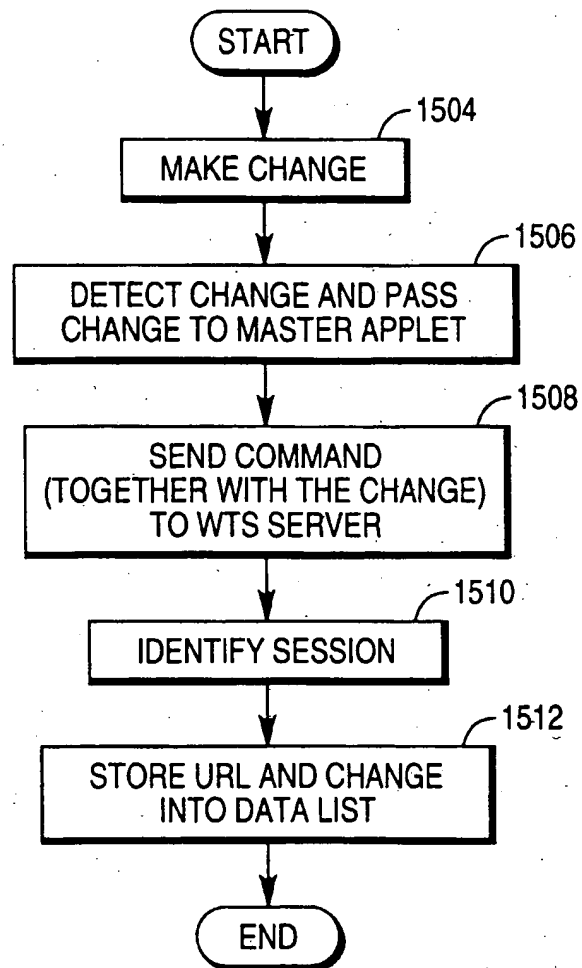 START
1504
MAKE CHANGE
1506
DETECT CHANGE AND PASS
CHANGE TO MASTER APPLET
1508
SEND COMMAND
(TOGETHER WITH THE CHANGE)
TO WTS SERVER
1510
IDENTIFY SESSION
1512
STORE URL AND CHANGE
INTO DATA LIST
END